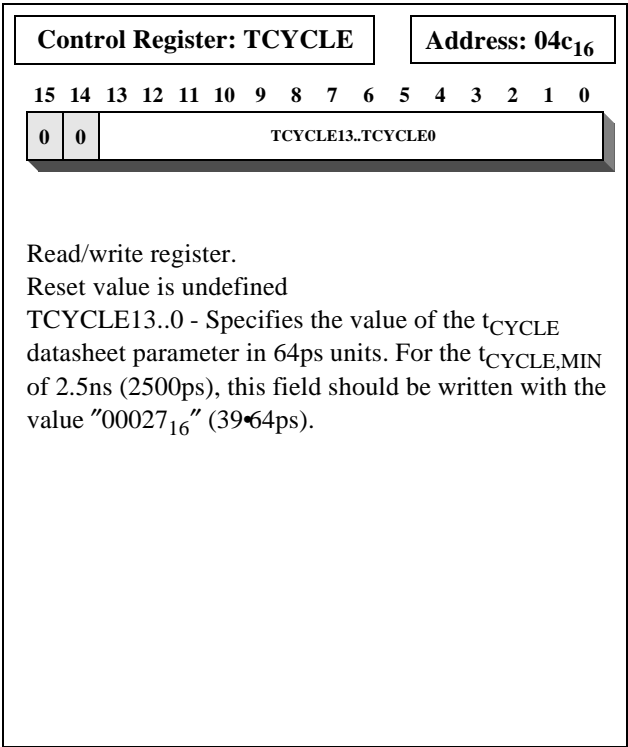 Control Register: TCYCLE Address: 04c16
15 14 13 12 11 10 9 8 7 6 5 4 3 2 1 0
0 0 TCYCLE13..TCYCLE0
Read/write register.
Reset value is undefined
TCYCLE13..0 - Specifies the value of the tCYCLE
datasheet parameter in 64ps units. For the tCYCLE,MIN
of 2.5ns (2500ps), this field should be written with the
value ″0002716″ (39•64ps).